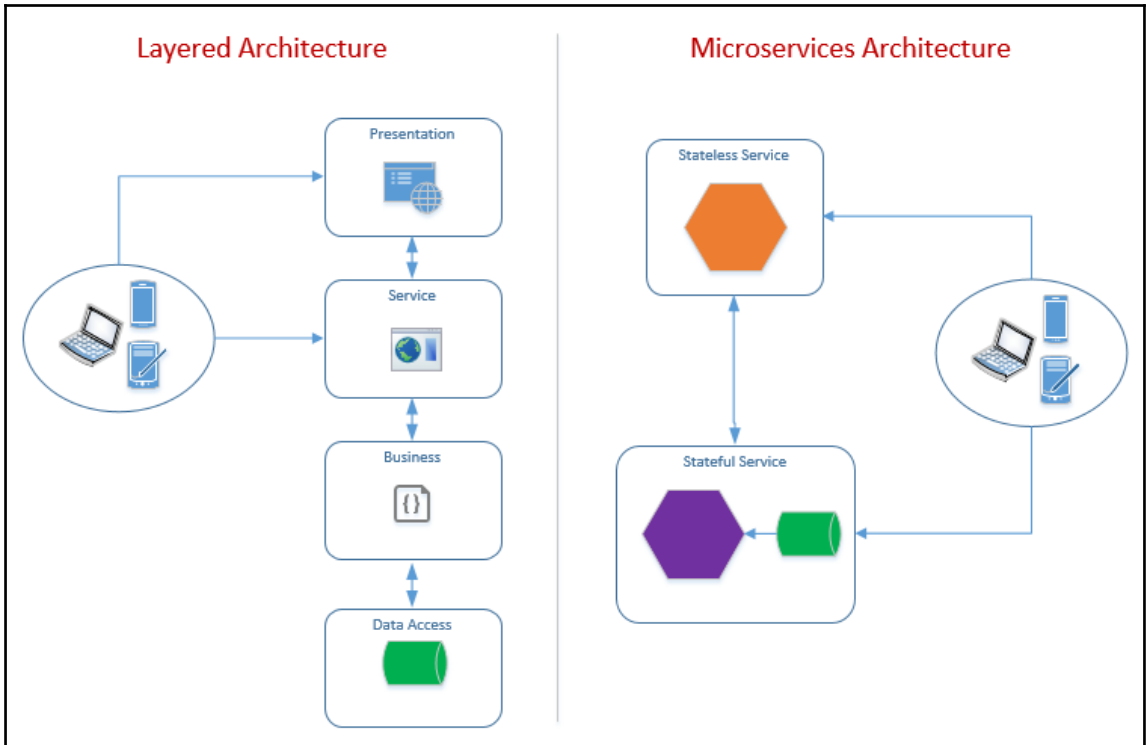 Layered Architecture
Presentation
Service
Business
{}
Data Access
Microservices Architecture
Stateless Service
Stateful Service